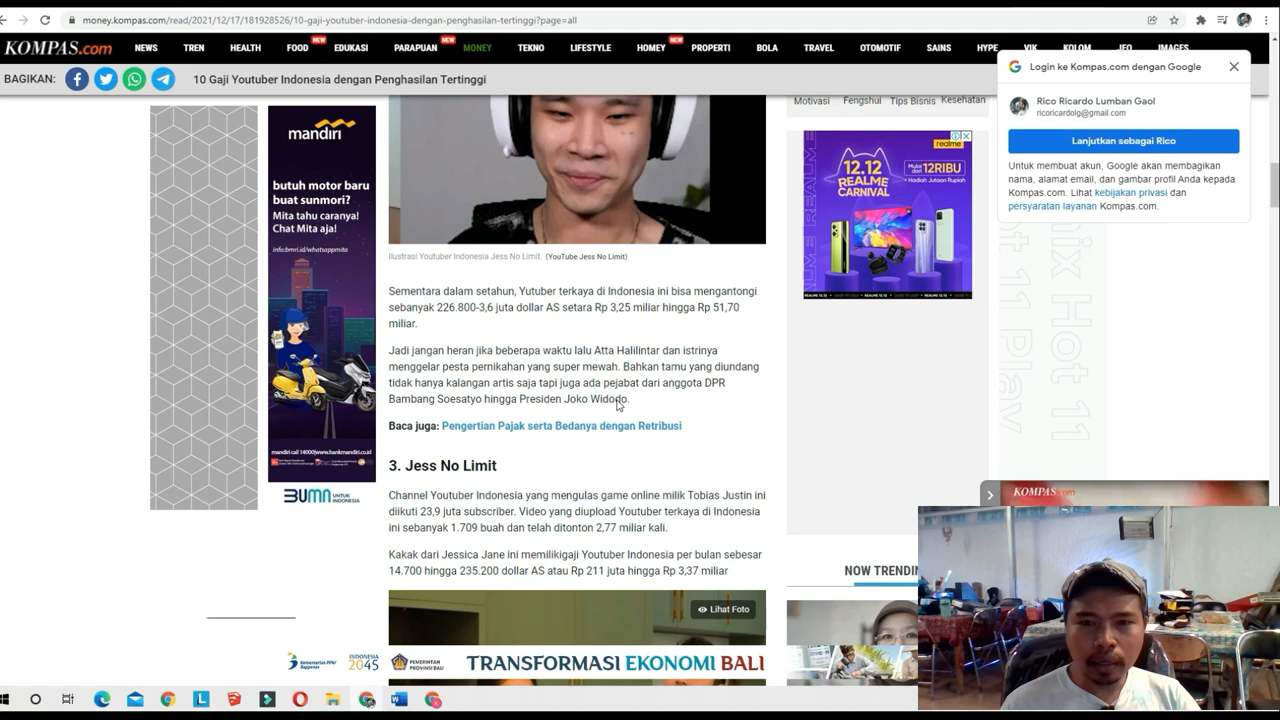 money.kompas.com/read/2021/12/17/181928526/10-gaji-youtuber-indonesia-dengan-penghasilan-tertinggi?page=all
KOMPAS.com
NEWS TREN HEALTH FOOD NEW EDUKASI PARAPUAN NEW MONEY TEKNO LIFESTYLE HOMEY NEW PROPERTI BOLA TRAVEL OTOMOTIF SAINS HYPE VIK KOLOM JEO IMAGES
BAGIKAN:
10 Gaji Youtuber Indonesia dengan Penghasilan Tertinggi
Login ke Kompas.com dengan Google
Rico Ricardo Lumban Gaol
ricoricardolg@gmail.com
Lanjutkan sebagai Rico
Untuk membuat akun, Google akan membagikan
nama, alamat email, dan gambar profil Anda kepada
Kompas.com. Lihat kebijakan privasi dan
persyaratan layanan Kompas.com.
Motivasi Fengshui Tips Bisnis Kesehatan
mandiri
butuh motor baru
buat sunmori?
Mita tahu caranya!
Chat Mita aja!
info:bmri.id/whatsappmita
mandiri call 14000 | www.bankmandiri.co.id
BUMN UNTUK
INDONESIA
realme
12.12
REALME
CARNIVAL
Mulai dari
12RIBU
+ Hadiah Jutaan Rupiah
Ilustrasi Youtuber Indonesia Jess No Limit. (YouTube Jess No Limit)
Sementara dalam setahun, Yutuber terkaya di Indonesia ini bisa mengantongi
sebanyak 226.800-3,6 juta dollar AS setara Rp 3,25 miliar hingga Rp 51,70
miliar.
Jadi jangan heran jika beberapa waktu lalu Atta Halilintar dan istrinya
menggelar pesta pernikahan yang super mewah. Bahkan tamu yang diundang
tidak hanya kalangan artis saja tapi juga ada pejabat dari anggota DPR
Bambang Soesatyo hingga Presiden Joko Widodo.
Baca juga: Pengertian Pajak serta Bedanya dengan Retribusi
3. Jess No Limit
Channel Youtuber Indonesia yang mengulas game online milik Tobias Justin ini
diikuti 23,9 juta subscriber. Video yang diupload Youtuber terkaya di Indonesia
ini sebanyak 1.709 buah dan telah ditonton 2,77 miliar kali.
Kakak dari Jessica Jane ini memilikigaji Youtuber Indonesia per bulan sebesar
14.700 hingga 235.200 dollar AS atau Rp 211 juta hingga Rp 3,37 miliar
Lihat Foto
Hot 11 Play
KOMPAS.com
NOW TRENDIN
Kementerian PPN/
Bappenas
INDONESIA
2045
PEMERINTAH
PROVINSI BALI
TRANSFORMASI EKONOMI BALI